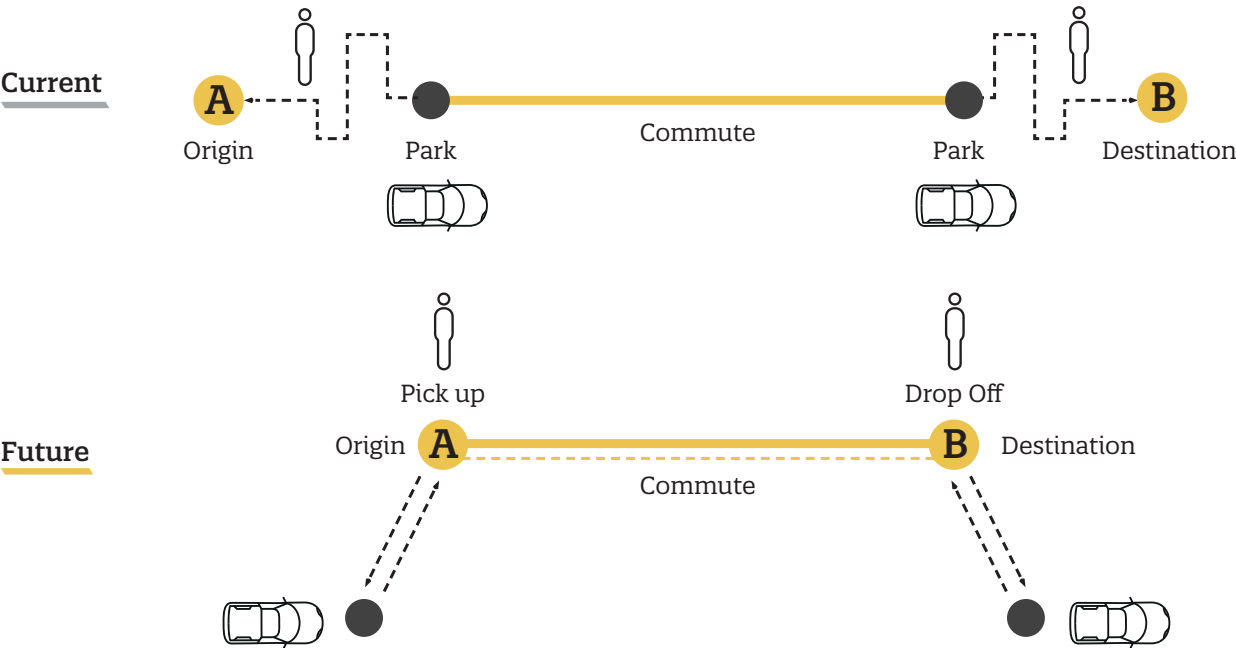 Current
A
B
Commute
Origin
Park
Park
Destination
Pick up
Drop Off
Future
Origin
A
B
Destination
Commute